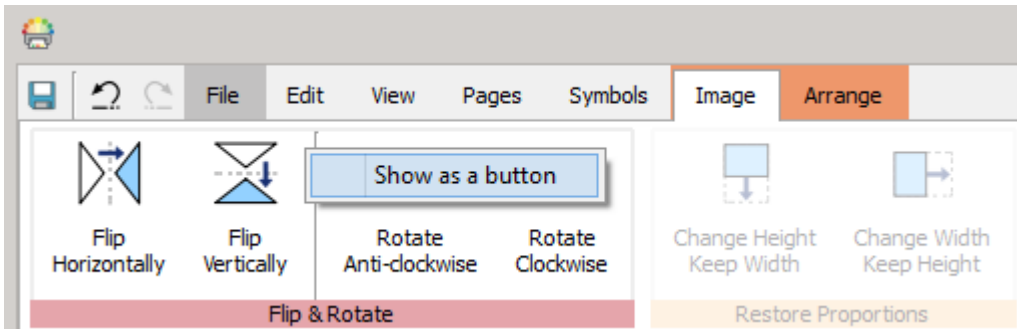 File Edit View Pages Symbols Image Arrange
Show as a button
Flip Horizontally
Flip Vertically
Rotate Anti-clockwise
Rotate Clockwise
Change Height Keep Width
Change Width Keep Height
Flip & Rotate
Restore Proportions